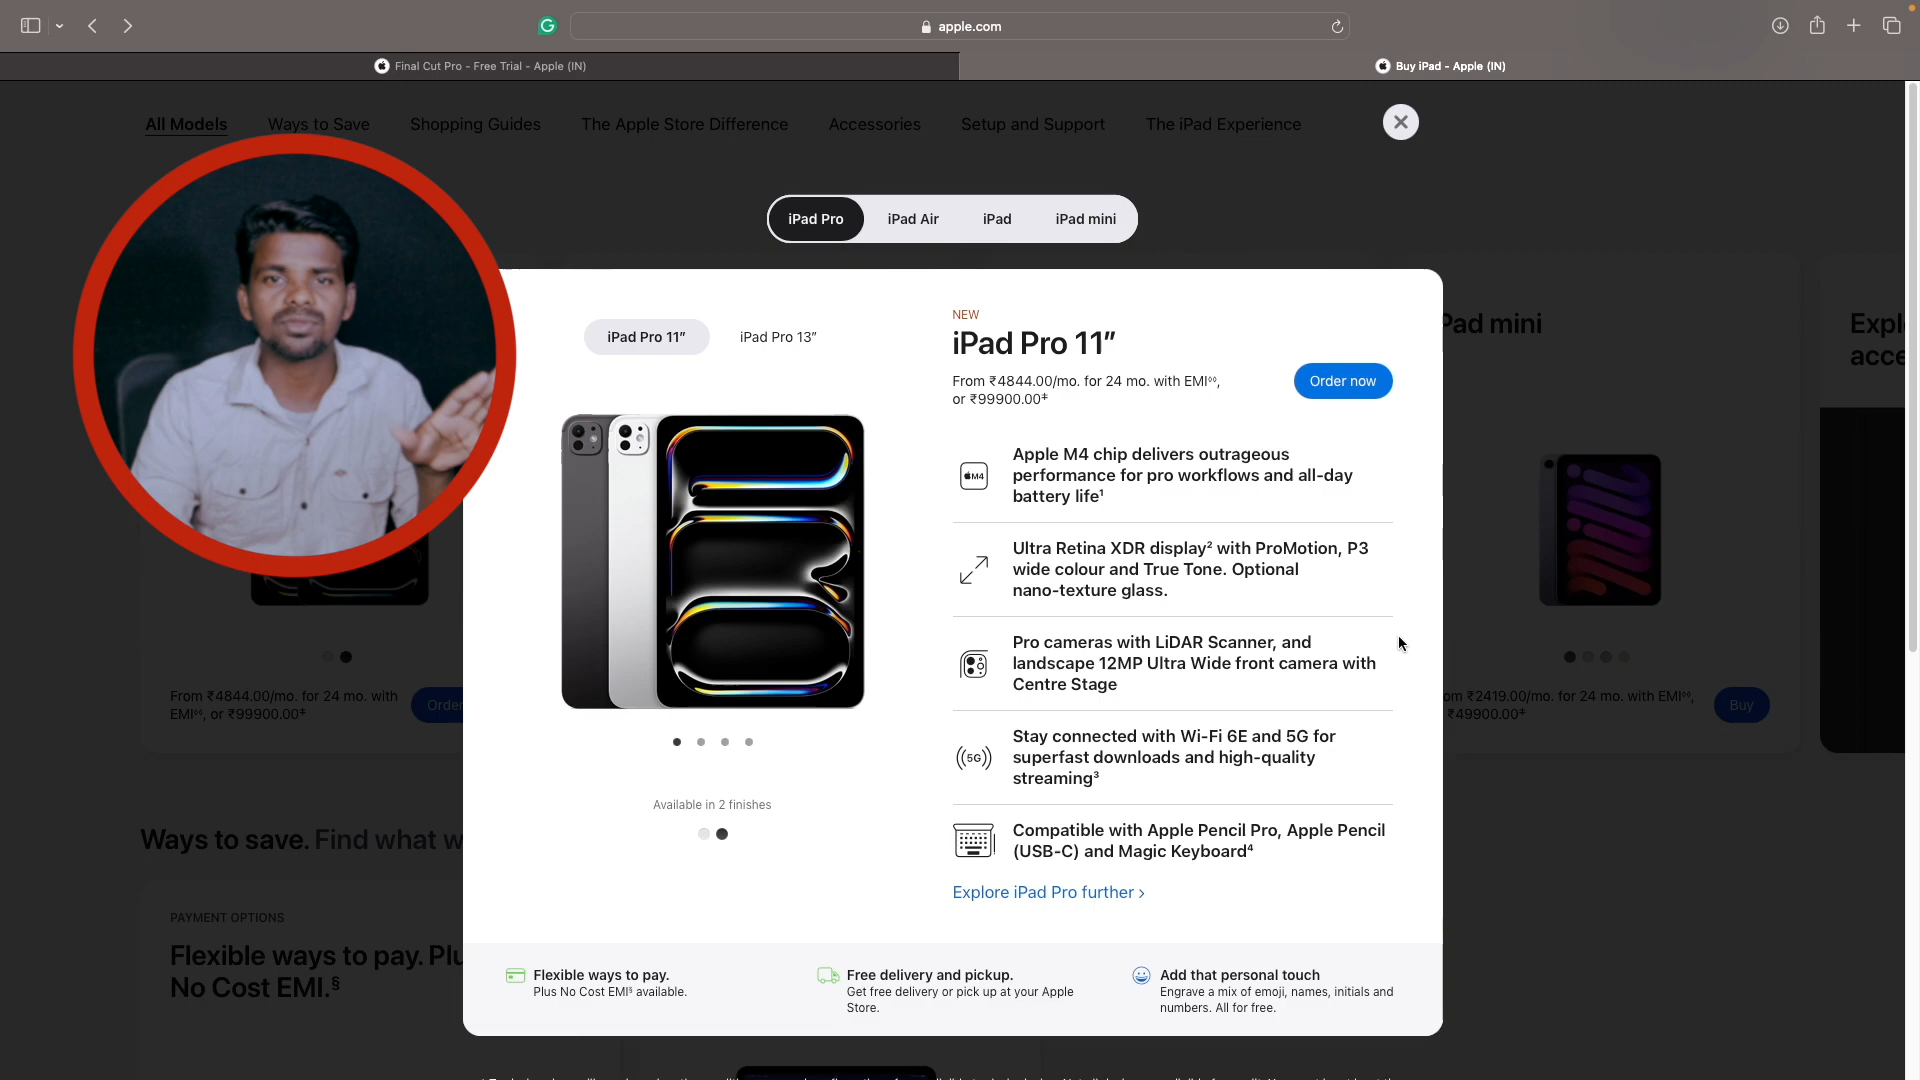 apple.com
Final Cut Pro - Free Trial - Apple (IN)
Buy iPad - Apple (IN)
All Models
Ways to Save
Shopping Guides
The Apple Store Difference
Accessories
Setup and Support
The iPad Experience
iPad Pro
iPad Air
iPad
iPad mini
iPad Pro 11”
iPad Pro 13”
NEW
iPad Pro 11”
From ₹4844.00/mo. for 24 mo. with EMI◊◊,
or ₹99900.00‡
Order now
M4
Apple M4 chip delivers outrageous
performance for pro workflows and all-day
battery life¹
Ultra Retina XDR display² with ProMotion, P3
wide colour and True Tone. Optional
nano-texture glass.
Pro cameras with LiDAR Scanner, and
landscape 12MP Ultra Wide front camera with
Centre Stage
5G
Stay connected with Wi-Fi 6E and 5G for
superfast downloads and high-quality
streaming³
Compatible with Apple Pencil Pro, Apple Pencil
(USB-C) and Magic Keyboard⁴
Explore iPad Pro further >
Available in 2 finishes
Flexible ways to pay.
Plus No Cost EMI§ available.
Free delivery and pickup.
Get free delivery or pick up at your Apple
Store.
Add that personal touch
Engrave a mix of emoji, names, initials and
numbers. All for free.
From ₹4844.00/mo. for 24 mo. with
EMI◊◊, or ₹99900.00‡
Order
Pad mini
om ₹2419.00/mo. for 24 mo. with EMI◊◊,
₹49900.00‡
Buy
Expl
acce
Ways to save. Find what w
PAYMENT OPTIONS
Flexible ways to pay. Plu
No Cost EMI.§